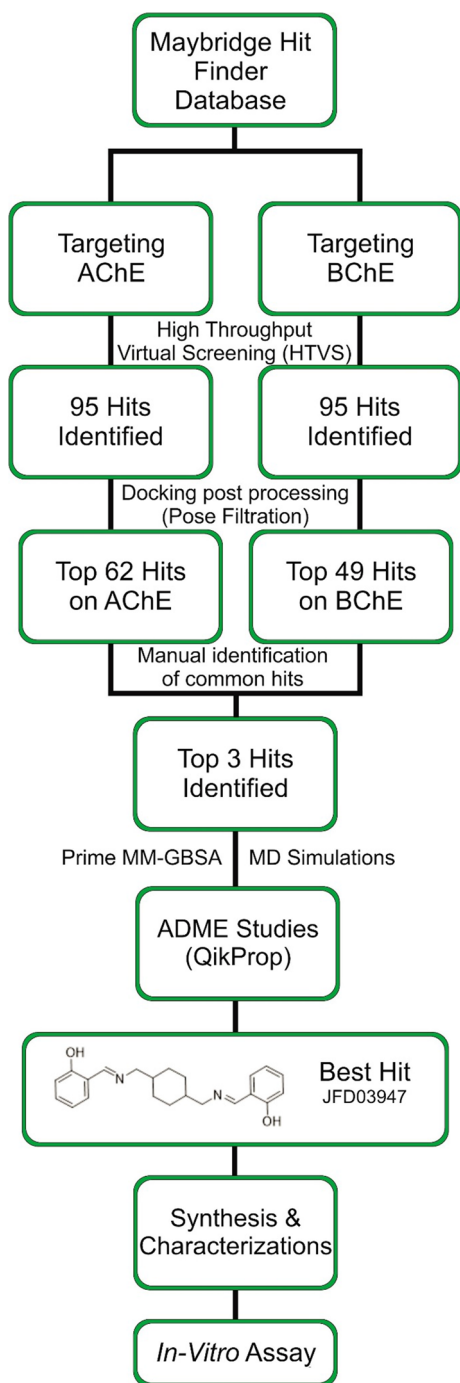 Maybridge Hit
Finder
Database
Targeting
AChE
Targeting
BChE
High Throughput
Virtual Screening (HTVS)
95 Hits
Identified
95 Hits
Identified
Docking post processing
(Pose Filtration)
Top 62 Hits
on AChE
Top 49 Hits
on BChE
Manual identification
of common hits
Top 3 Hits
Identified
Prime MM-GBSA
MD Simulations
ADME Studies
(QikProp)
OH
N
N
OH
Best Hit
JFD03947
Synthesis &
Characterizations
In-Vitro Assay